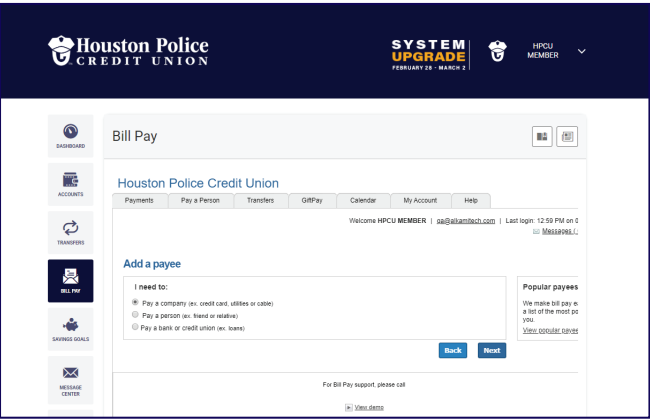 Houston Police
CREDIT UNION
SYSTEM
UPGRADE
FEBRUARY 28 - MARCH 2
HPCU
MEMBER
DASHBOARD
ACCOUNTS
TRANSFERS
BILL PAY
SAVINGS GOALS
MESSAGE
CENTER
Bill Pay
Houston Police Credit Union
Payments Pay a Person Transfers GiftPay Calendar My Account Help
Welcome HPCU MEMBER | qa@alkamitech.com | Last login: 12:59 PM on 0
Messages (
Add a payee
I need to:
Pay a company (ex. credit card, utilities or cable)
Pay a person (ex. friend or relative)
Pay a bank or credit union (ex. loans)
Back Next
Popular payees
We make bill pay ea
a list of the most po
you.
View popular payee
For Bill Pay support, please call
View demo